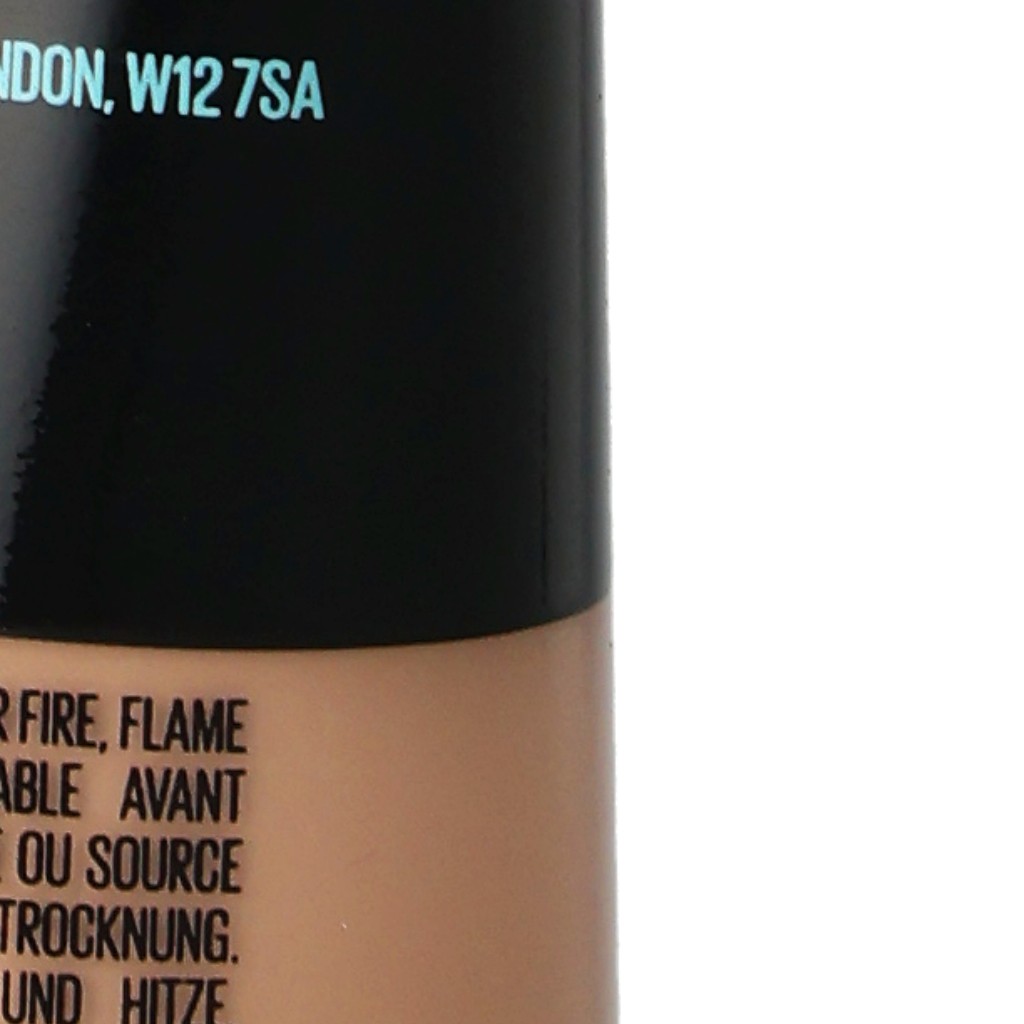 NDON, W12 7SA
R FIRE, FLAME
ABLE AVANT
E OU SOURCE
TROCKNUNG.
UND HITZE.